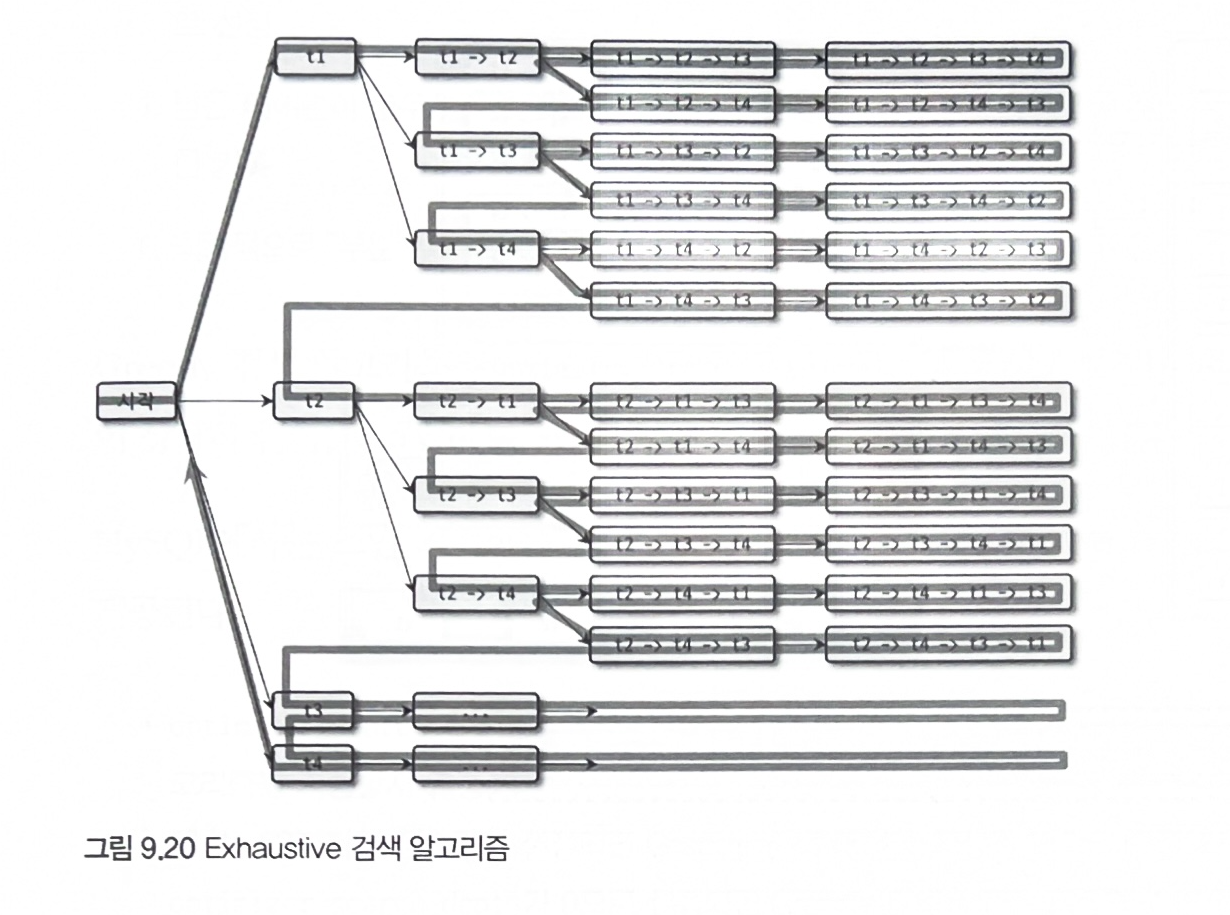 t1
t1 -> t2
t1 -> t2 -> t3
t1 -> t2 -> t3 -> t4
t1 -> t2 -> t4
t1 -> t2 -> t4 -> t3
t1 -> t3
t1 -> t3 -> t2
t1 -> t3 -> t2 -> t4
t1 -> t3 -> t4
t1 -> t3 -> t4 -> t2
t1 -> t4
t1 -> t4 -> t2
t1 -> t4 -> t2 -> t3
t1 -> t4 -> t3
t1 -> t4 -> t3 -> t2
시작
t2
t2 -> t1
t2 -> t1 -> t3
t2 -> t1 -> t3 -> t4
t2 -> t1 -> t4
t2 -> t1 -> t4 -> t3
t2 -> t3
t2 -> t3 -> t1
t2 -> t3 -> t1 -> t4
t2 -> t3 -> t4
t2 -> t3 -> t4 -> t1
t2 -> t4
t2 -> t4 -> t1
t2 -> t4 -> t1 -> t3
t2 -> t4 -> t3
t2 -> t4 -> t3 -> t1
t3
...
t4
...
그림 9.20 Exhaustive 검색 알고리즘